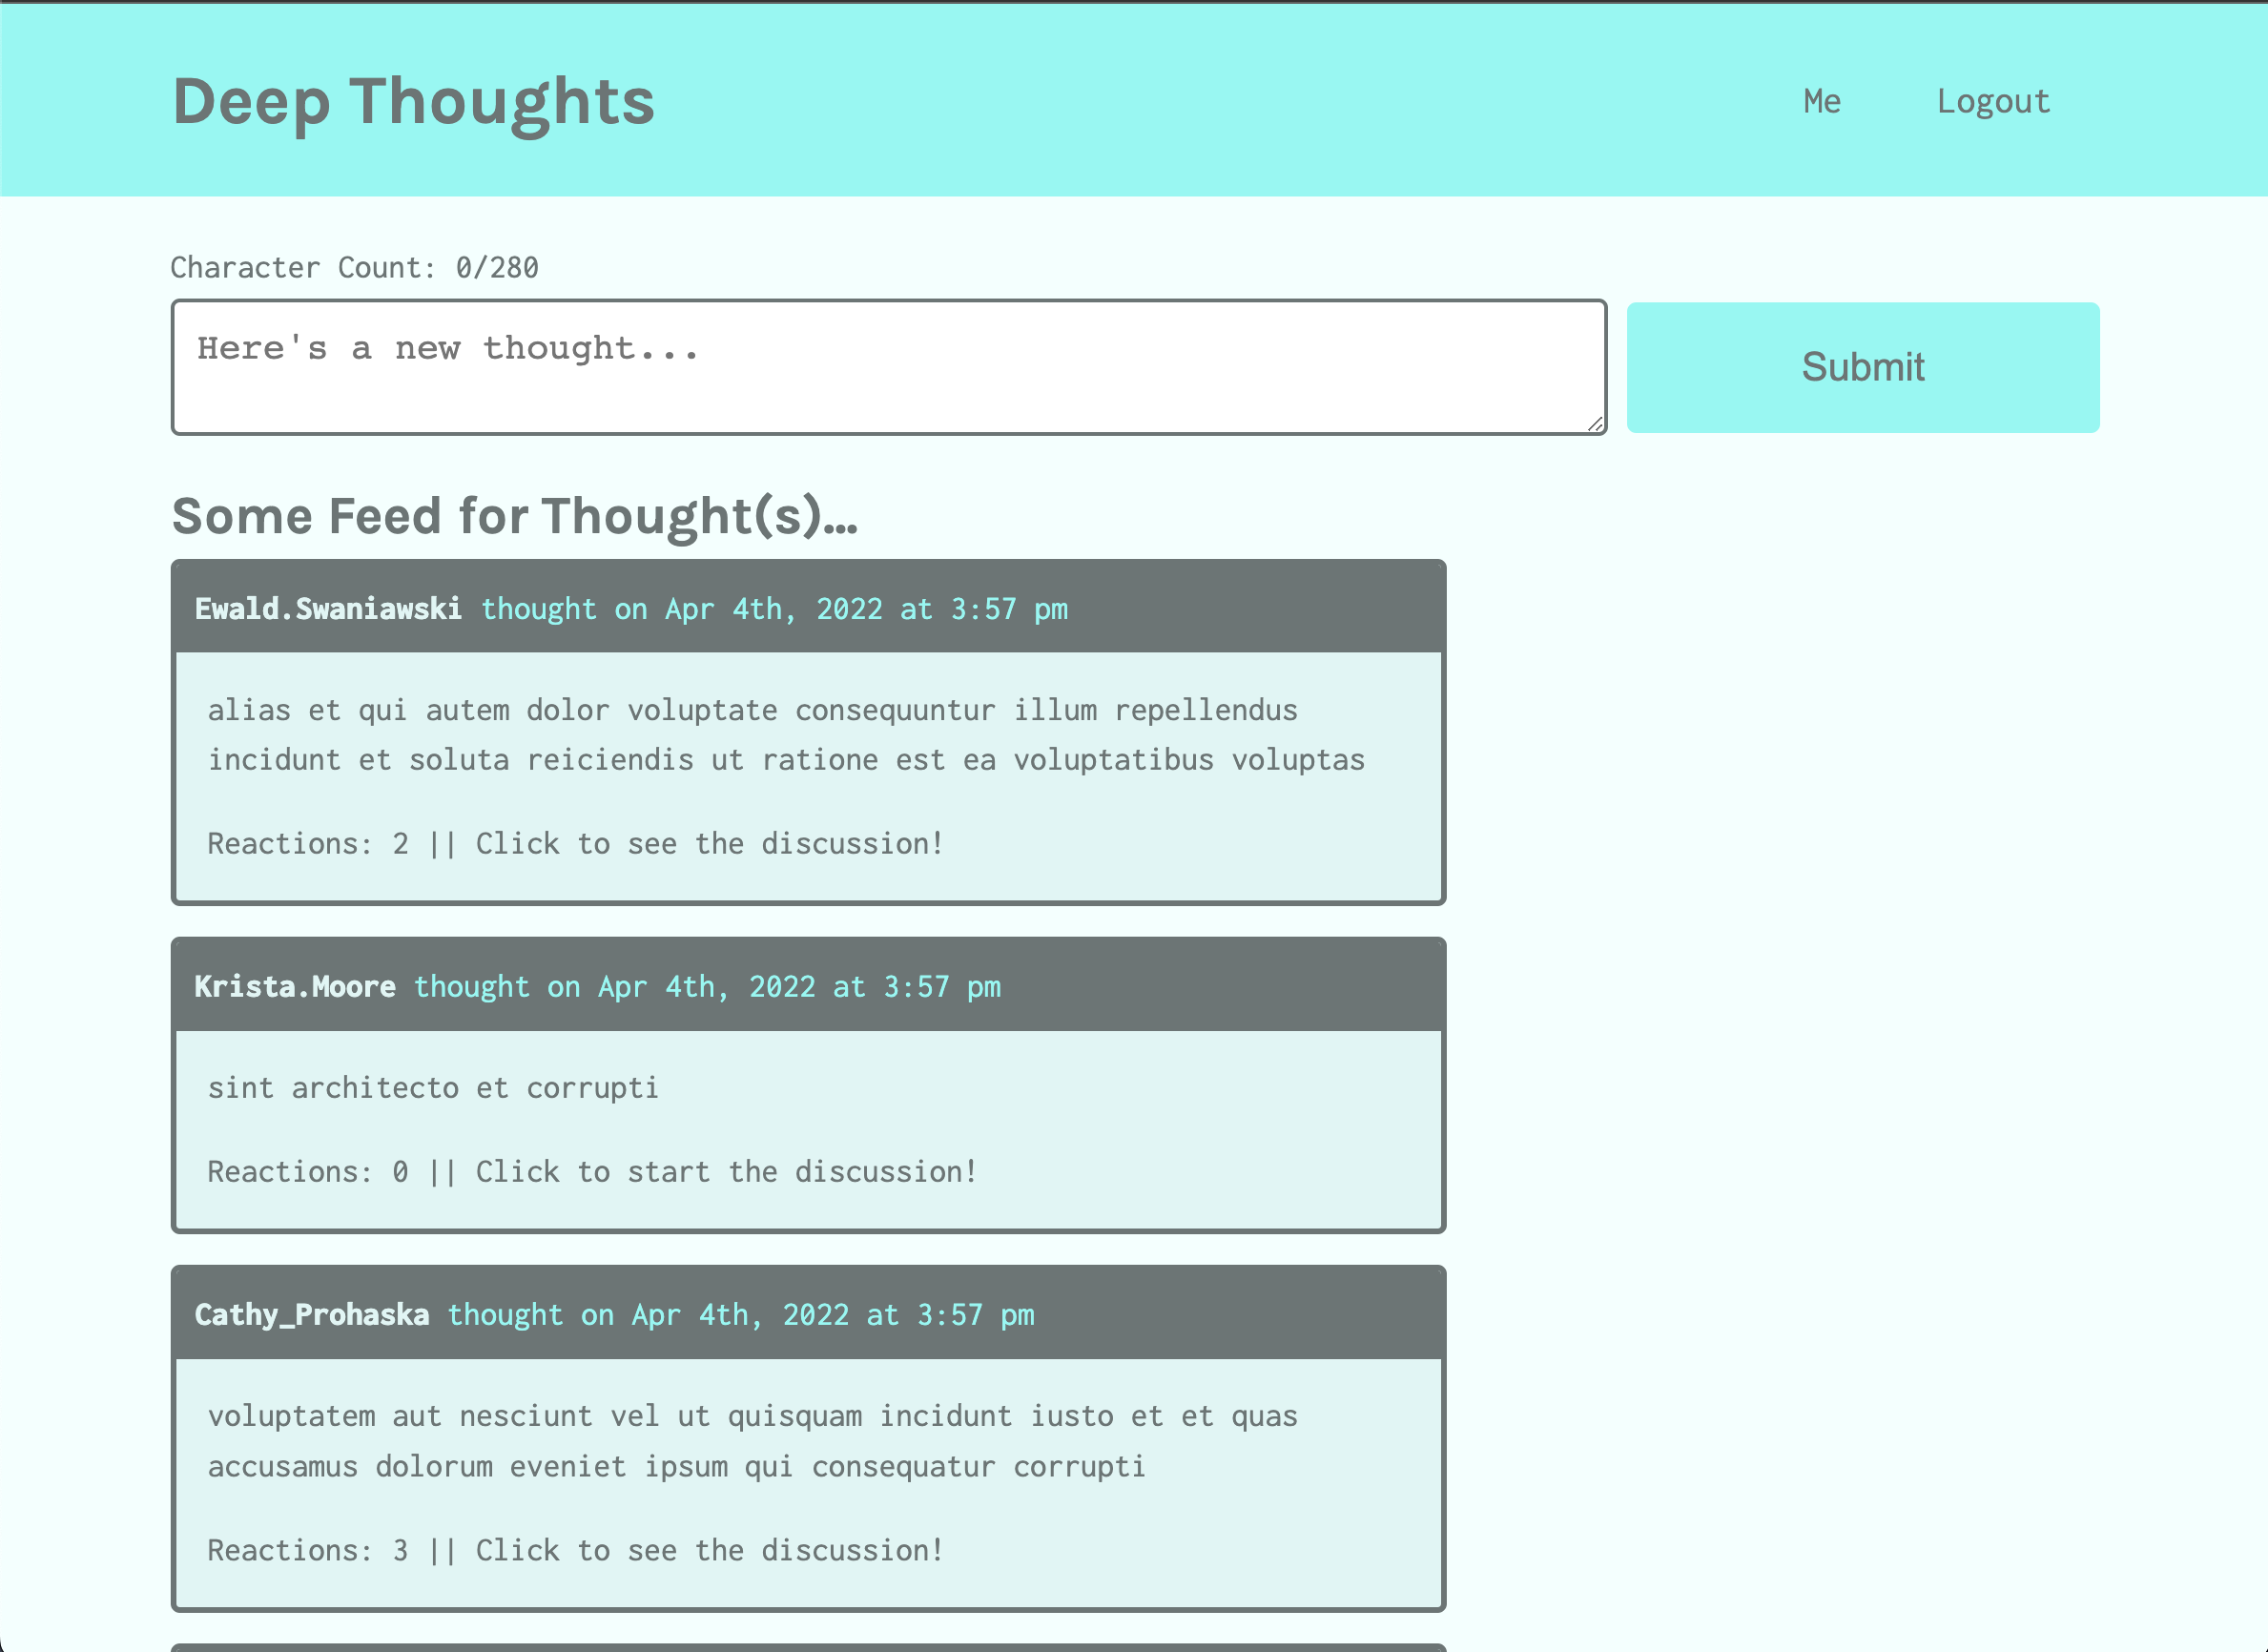 Deep Thoughts
Me
Logout
Character Count: 0/280
Here's a new thought...
Submit
Some Feed for Thought(s)...
Ewald.Swaniawski thought on Apr 4th, 2022 at 3:57 pm
alias et qui autem dolor voluptate consequuntur illum repellendus
incidunt et soluta reiciendis ut ratione est ea voluptatibus voluptas
Reactions: 2 || Click to see the discussion!
Krista.Moore thought on Apr 4th, 2022 at 3:57 pm
sint architecto et corrupti
Reactions: 0 || Click to start the discussion!
Cathy_Prohaska thought on Apr 4th, 2022 at 3:57 pm
voluptatem aut nesciunt vel ut quisquam incidunt iusto et et quas
accusamus dolorum eveniet ipsum qui consequatur corrupti
Reactions: 3 || Click to see the discussion!